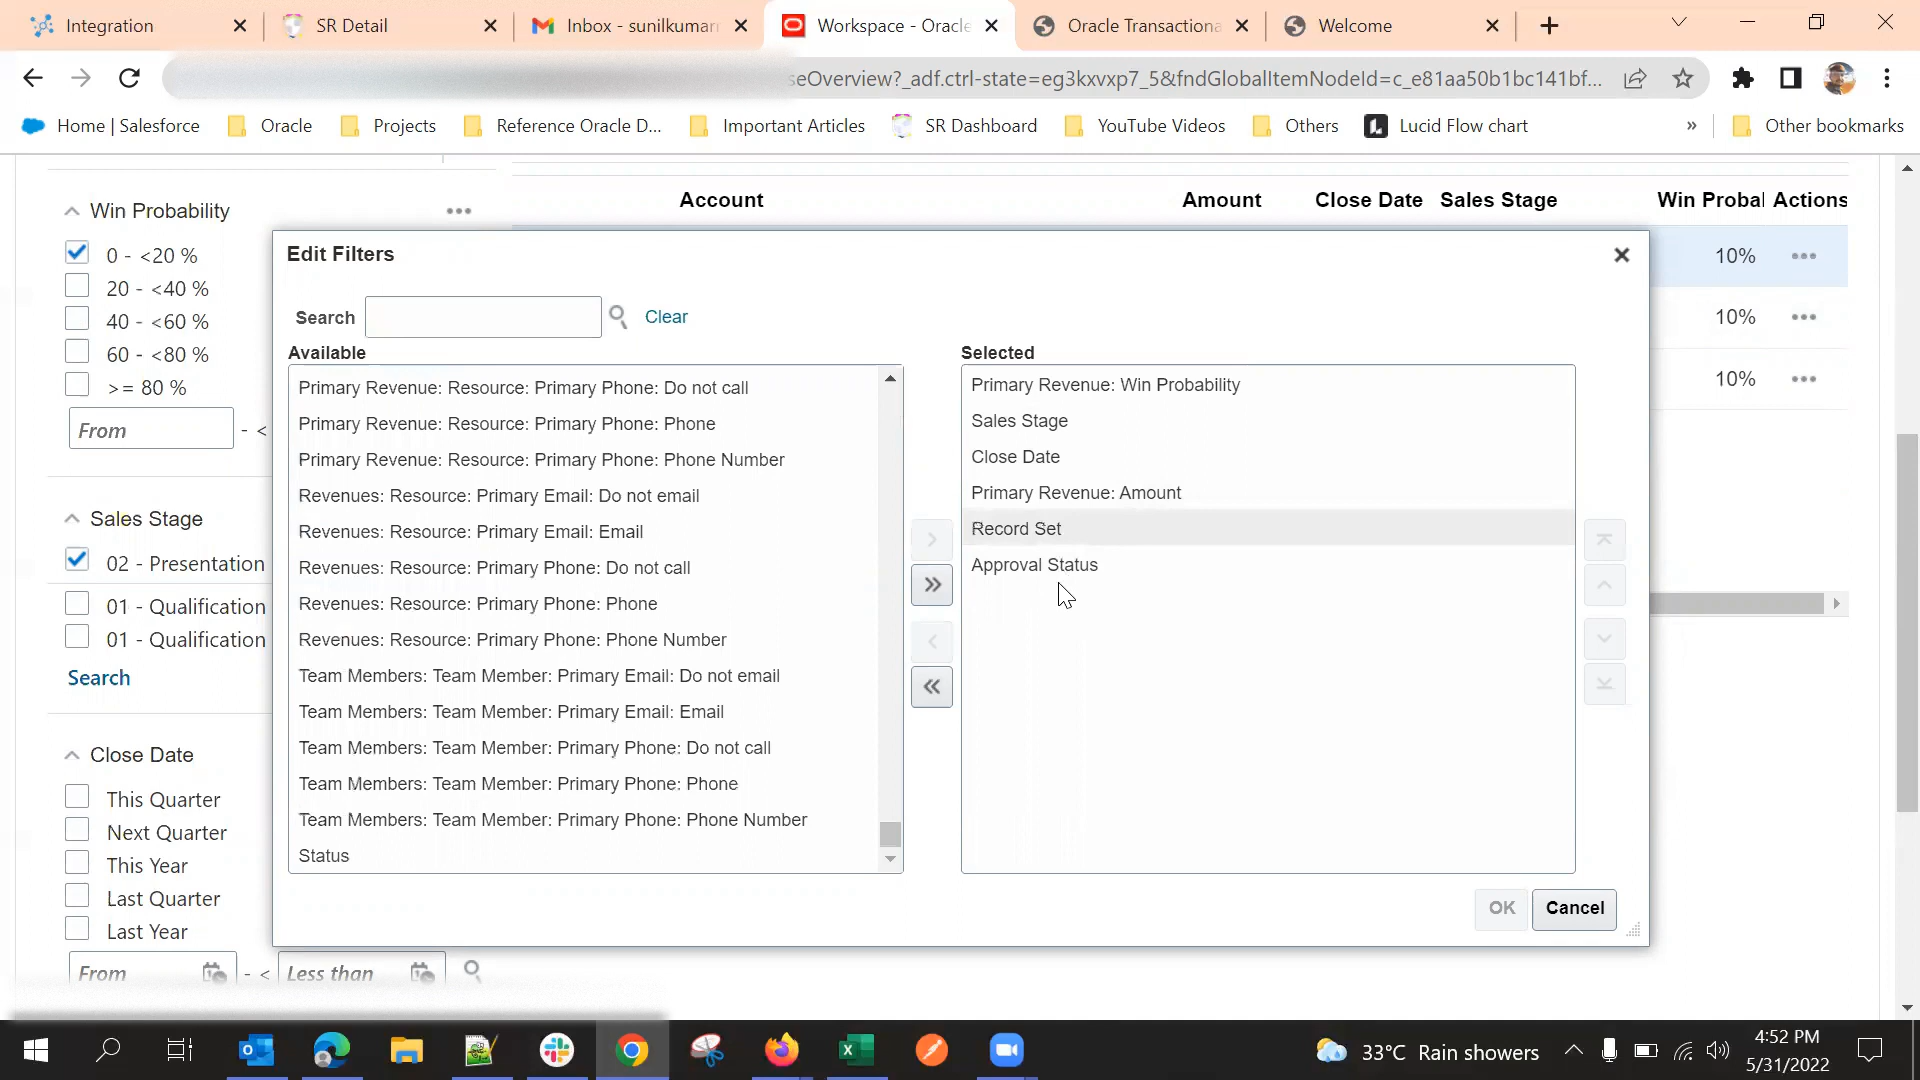 Integration
SR Detail
Inbox - sunilkumar
Workspace - Oracle
Oracle Transactiona
Welcome
seOverview?_adf.ctrl-state=eg3kxvxp7_5&fndGlobalItemNodeId=c_e81aa50b1bc141bf...
Home | Salesforce
Oracle
Projects
Reference Oracle D...
Important Articles
SR Dashboard
YouTube Videos
Others
Lucid Flow chart
»
Other bookmarks
Account
Amount
Close Date
Sales Stage
Win Probal
Actions
Win Probability
0 - <20 %
20 - <40 %
40 - <60 %
60 - <80 %
>= 80 %
From
- <
10%
10%
10%
Sales Stage
02 - Presentation
01 - Qualification
01 - Qualification
Search
Close Date
This Quarter
Next Quarter
This Year
Last Quarter
Last Year
From
- <
Less than
Edit Filters
Search
Clear
Available
Primary Revenue: Resource: Primary Phone: Do not call
Primary Revenue: Resource: Primary Phone: Phone
Primary Revenue: Resource: Primary Phone: Phone Number
Revenues: Resource: Primary Email: Do not email
Revenues: Resource: Primary Email: Email
Revenues: Resource: Primary Phone: Do not call
Revenues: Resource: Primary Phone: Phone
Revenues: Resource: Primary Phone: Phone Number
Team Members: Team Member: Primary Email: Do not email
Team Members: Team Member: Primary Email: Email
Team Members: Team Member: Primary Phone: Do not call
Team Members: Team Member: Primary Phone: Phone
Team Members: Team Member: Primary Phone: Phone Number
Status
Selected
Primary Revenue: Win Probability
Sales Stage
Close Date
Primary Revenue: Amount
Record Set
Approval Status
OK
Cancel
33°C Rain showers
4:52 PM
5/31/2022